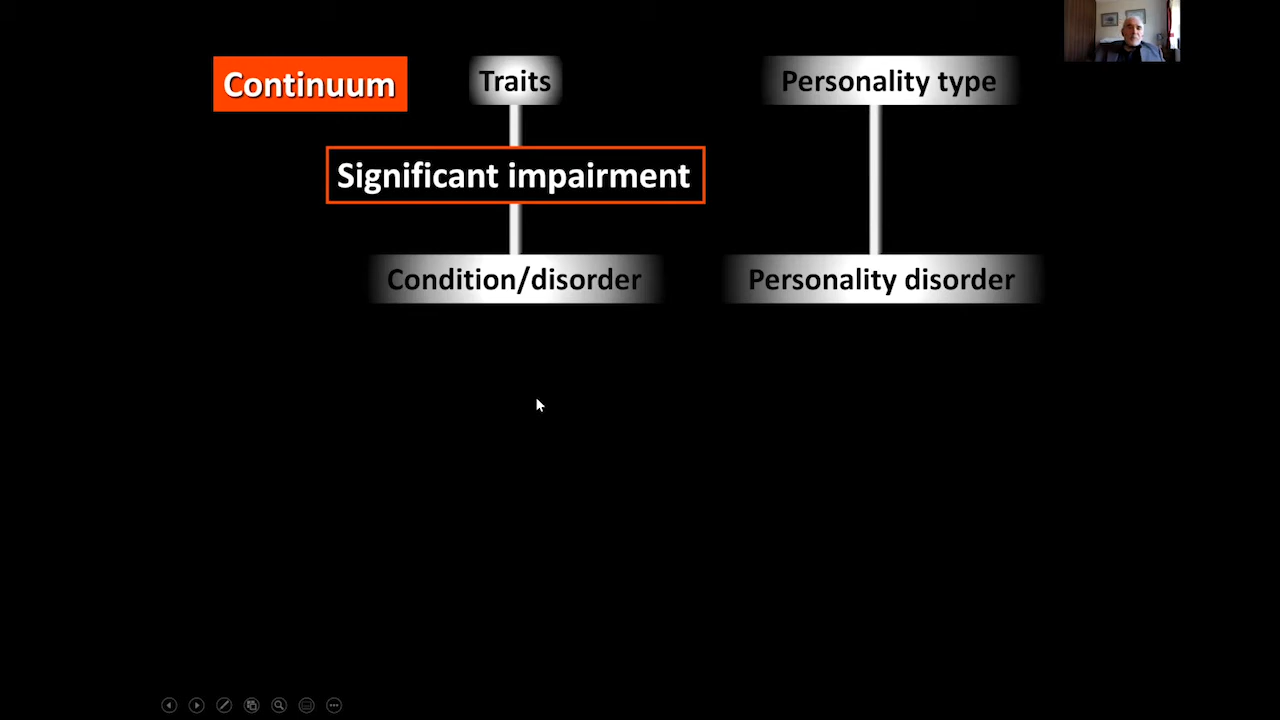 Continuum
Traits
Personality type
Significant impairment
Condition/disorder
Personality disorder